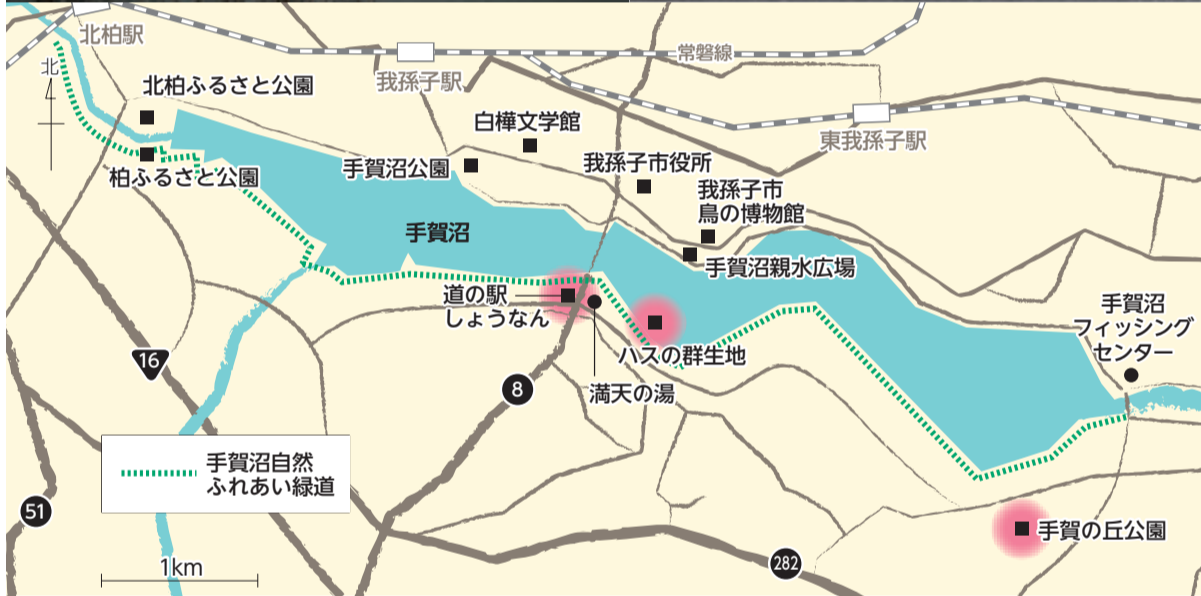 北柏駅
北
常磐線
我孫子駅
北柏ふるさと公園
白樺文学館
東我孫子駅
手賀沼公園
我孫子市役所
柏ふるさと公園
我孫子市
鳥の博物館
手賀沼
手賀沼親水広場
道の駅
しょうなん
手賀沼
フィッシング
センター
ハスの群生地
16
8
満天の湯
手賀沼自然
ふれあい緑道
51
手賀の丘公園
282
1km